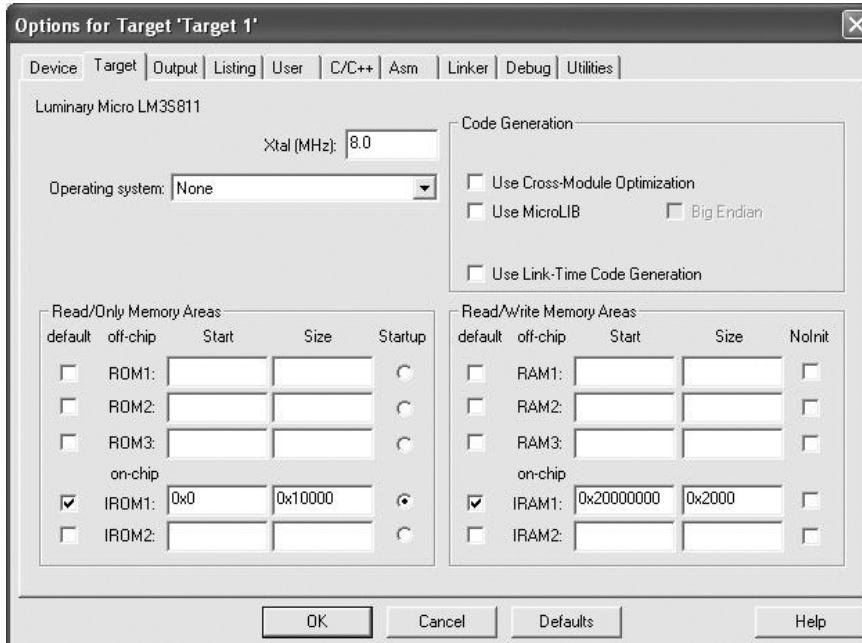 Options for Target 'Target 1'
Device Target Output Listing User C/C++ Asm Linker Debug Utilities
Luminary Micro LM3S811
Xtal (MHz): 8.0
Operating system: None
Code Generation
Use Cross-Module Optimization
Use MicroLIB Big Endian
Use Link-Time Code Generation
Read/Only Memory Areas
default off-chip Start Size Startup
ROM1:
ROM2:
ROM3:
on-chip
IROM1: 0x0 0x10000
IROM2:
Read/Write Memory Areas
default off-chip Start Size NoInit
RAM1:
RAM2:
RAM3:
on-chip
IRAM1: 0x20000000 0x2000
IRAM2:
OK Cancel Defaults Help